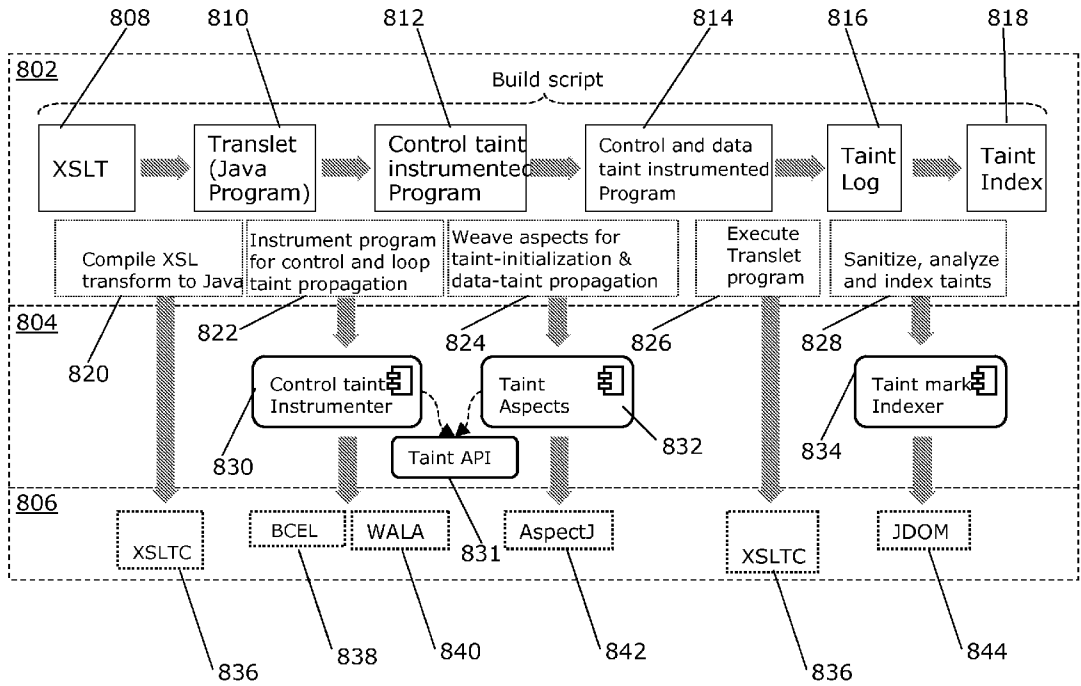 808
810
812
814
816
818
802
Build script
XSLT
Translet
(Java
Program)
Control taint
instrumented
Program
Control and data
taint instrumented
Program
Taint
Log
Taint
Index
Compile XSL
transform to Java
Instrument program
for control and loop
taint propagation
Weave aspects for
taint-initialization &
data-taint propagation
Execute
Translet
program
Sanitize, analyze
and index taints
804
820
822
824
826
828
Control taint
Instrumenter
Taint
Aspects
Taint mark
Indexer
830
Taint API
832
834
806
831
XSLTC
BCEL
WALA
AspectJ
XSLTC
JDOM
836
838
840
842
836
844